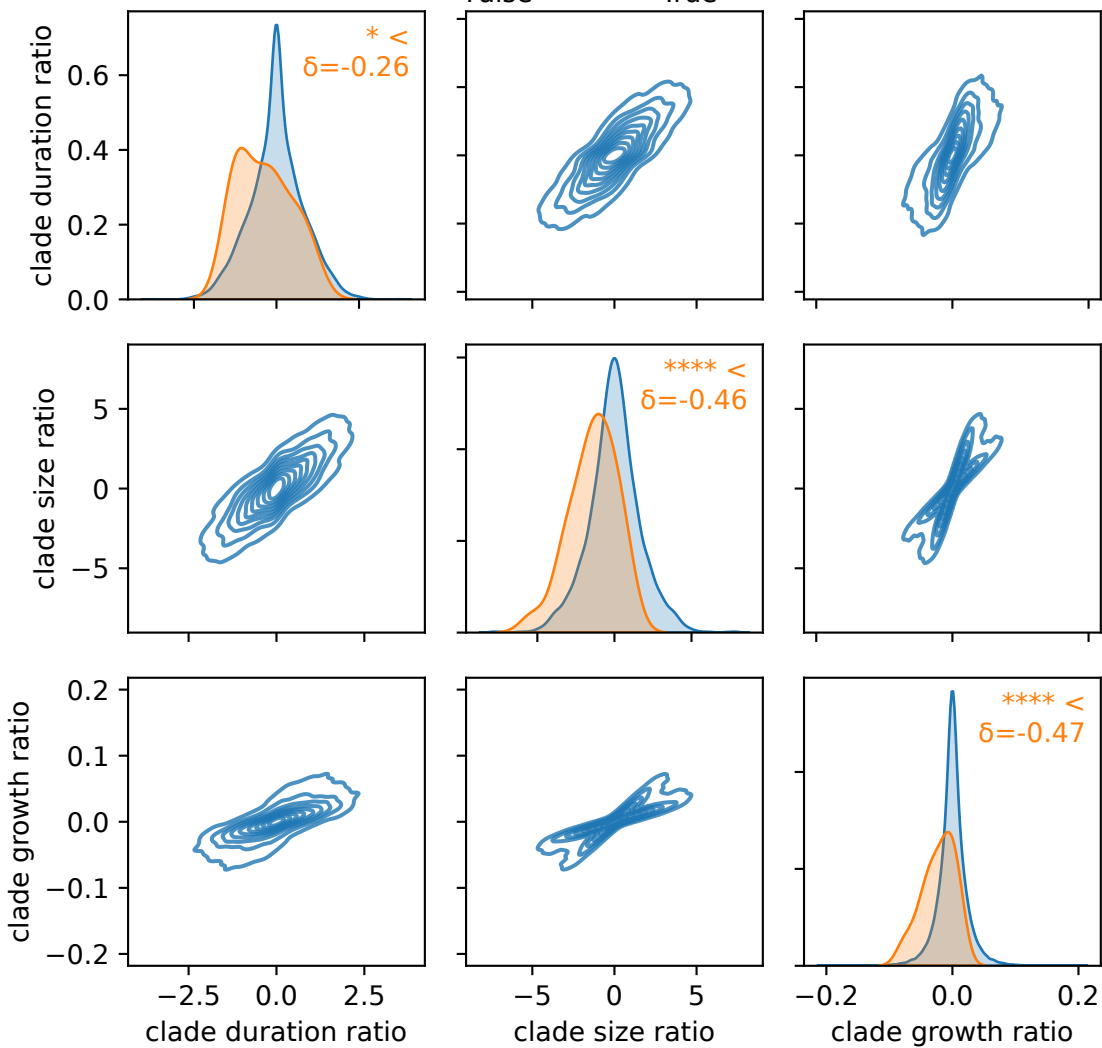 * <
δ=-0.26
clade duration ratio
0.6
0.4
0.2
0.0
**** <
δ=-0.46
clade size ratio
5
0
−5
**** <
δ=-0.47
clade growth ratio
0.2
0.1
0.0
−0.1
−0.2
−2.5 0.0 2.5
−5 0 5
−0.2 0.0 0.2
clade duration ratio
clade size ratio
clade growth ratio